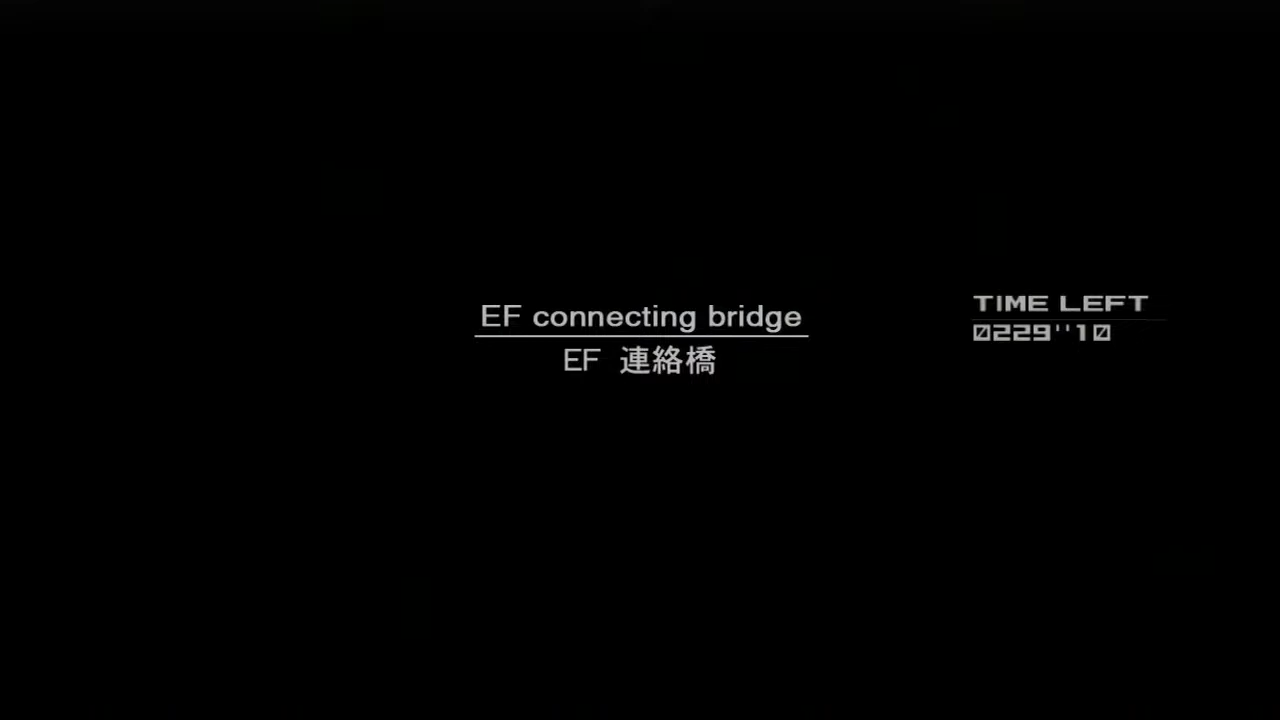 EF connecting bridge
EF 連絡橋
TIME LEFT
0229''10